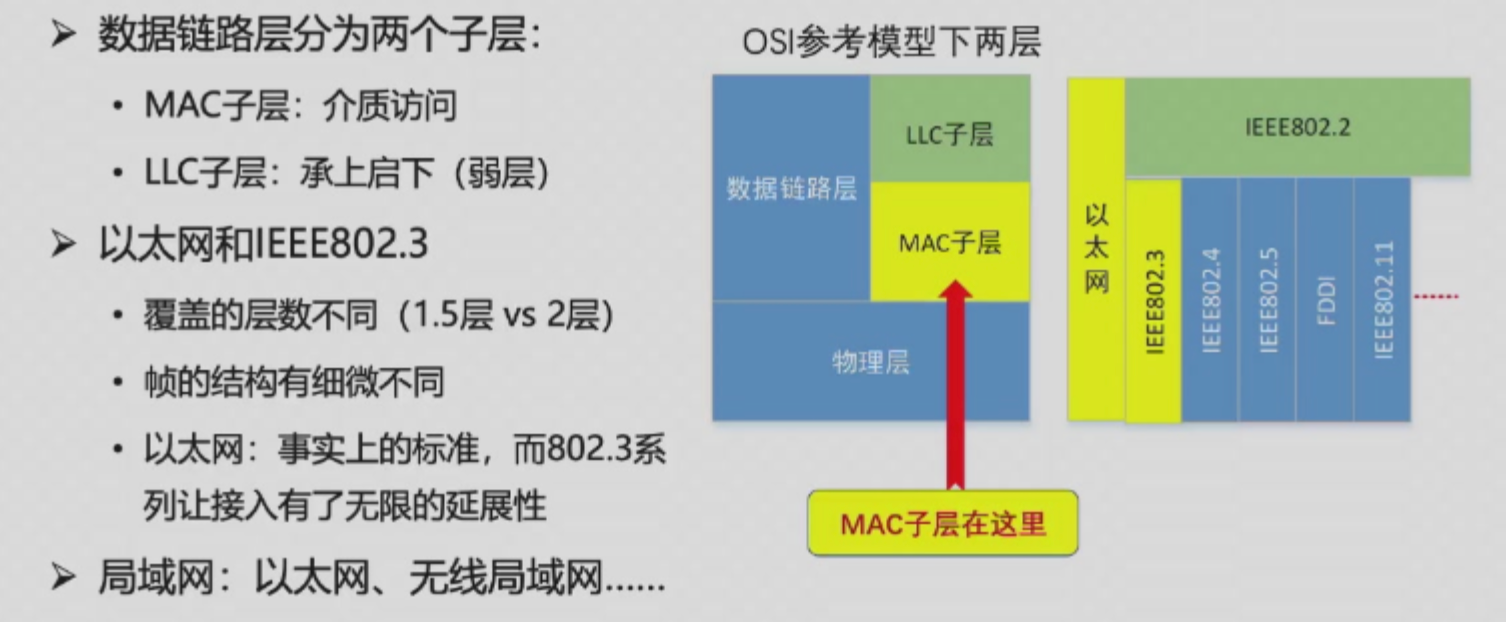 数据链路层分为两个子层：
MAC子层：介质访问
LLC子层：承上启下（弱层）
以太网和IEEE802.3
覆盖的层数不同（1.5层 vs 2层）
帧的结构有细微不同
以太网：事实上的标准，而802.3系
列让接入有了无限的延展性
局域网：以太网、无线局域网……
OSI参考模型下两层
数据链路层
LLC子层
MAC子层
物理层
MAC子层在这里
以太网
IEEE802.2
IEEE802.3
IEEE802.4
IEEE802.5
FDDI
IEEE802.11